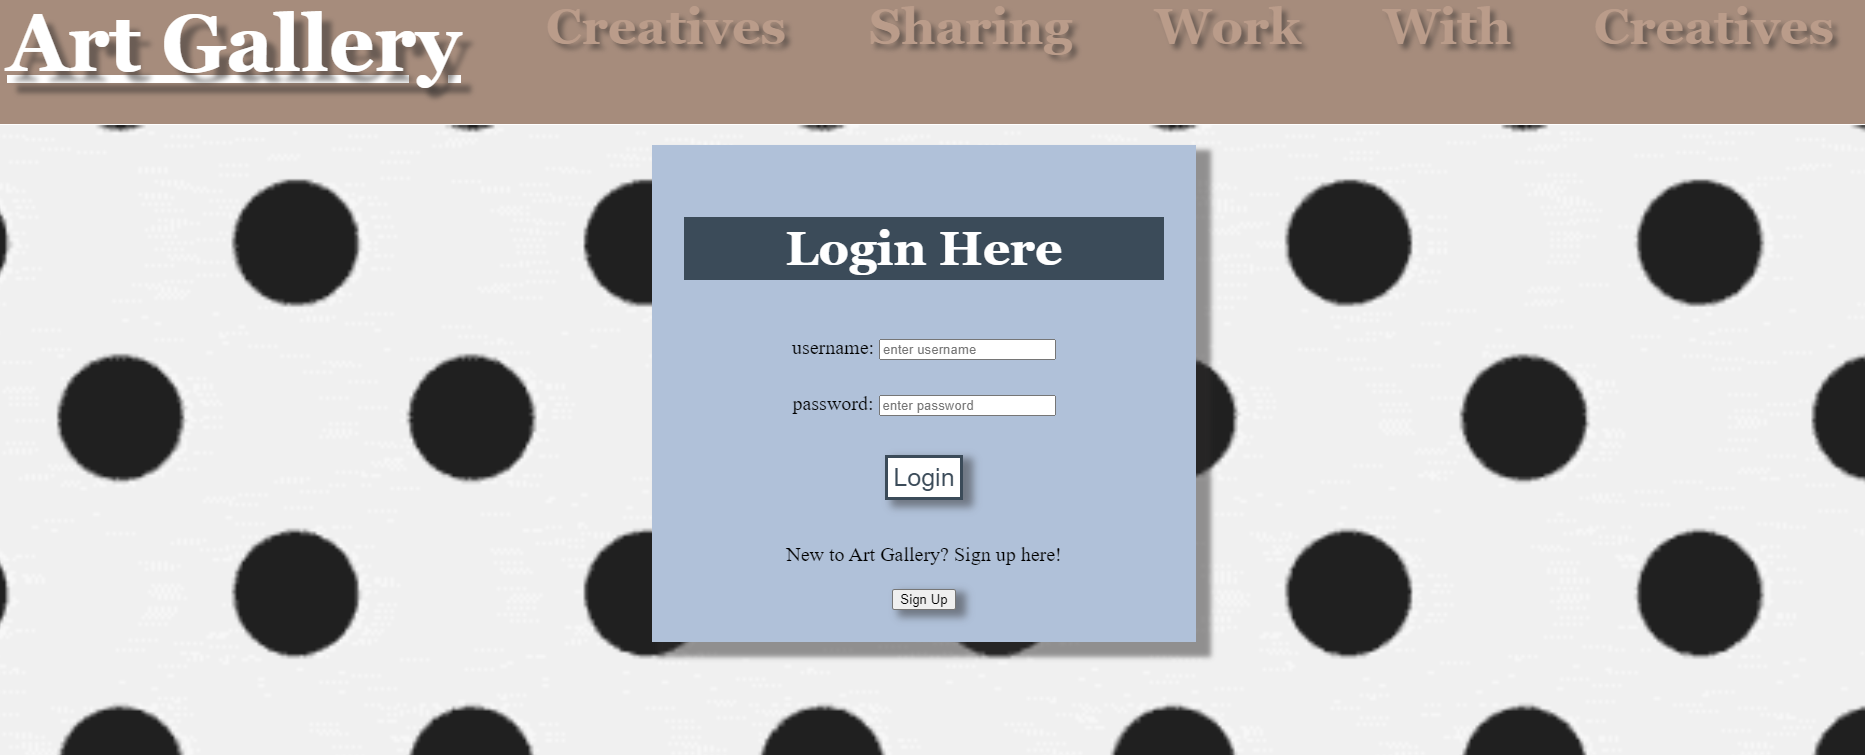 Art Gallery Creatives Sharing Work With Creatives
Login Here
username: enter username
password: enter password
Login
New to Art Gallery? Sign up here!
Sign Up